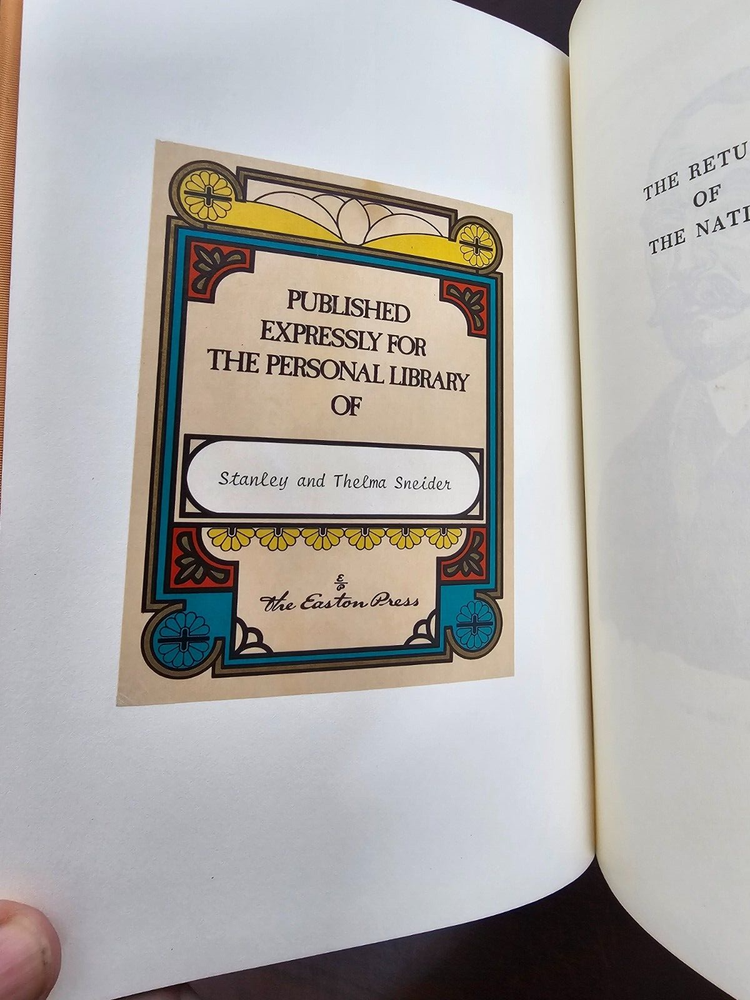 PUBLISHED
EXPRESSLY FOR
THE PERSONAL LIBRARY
OF
Stanley and Thelma Sneider
E/P
The Easton Press
THE RETU
OF
THE NATI